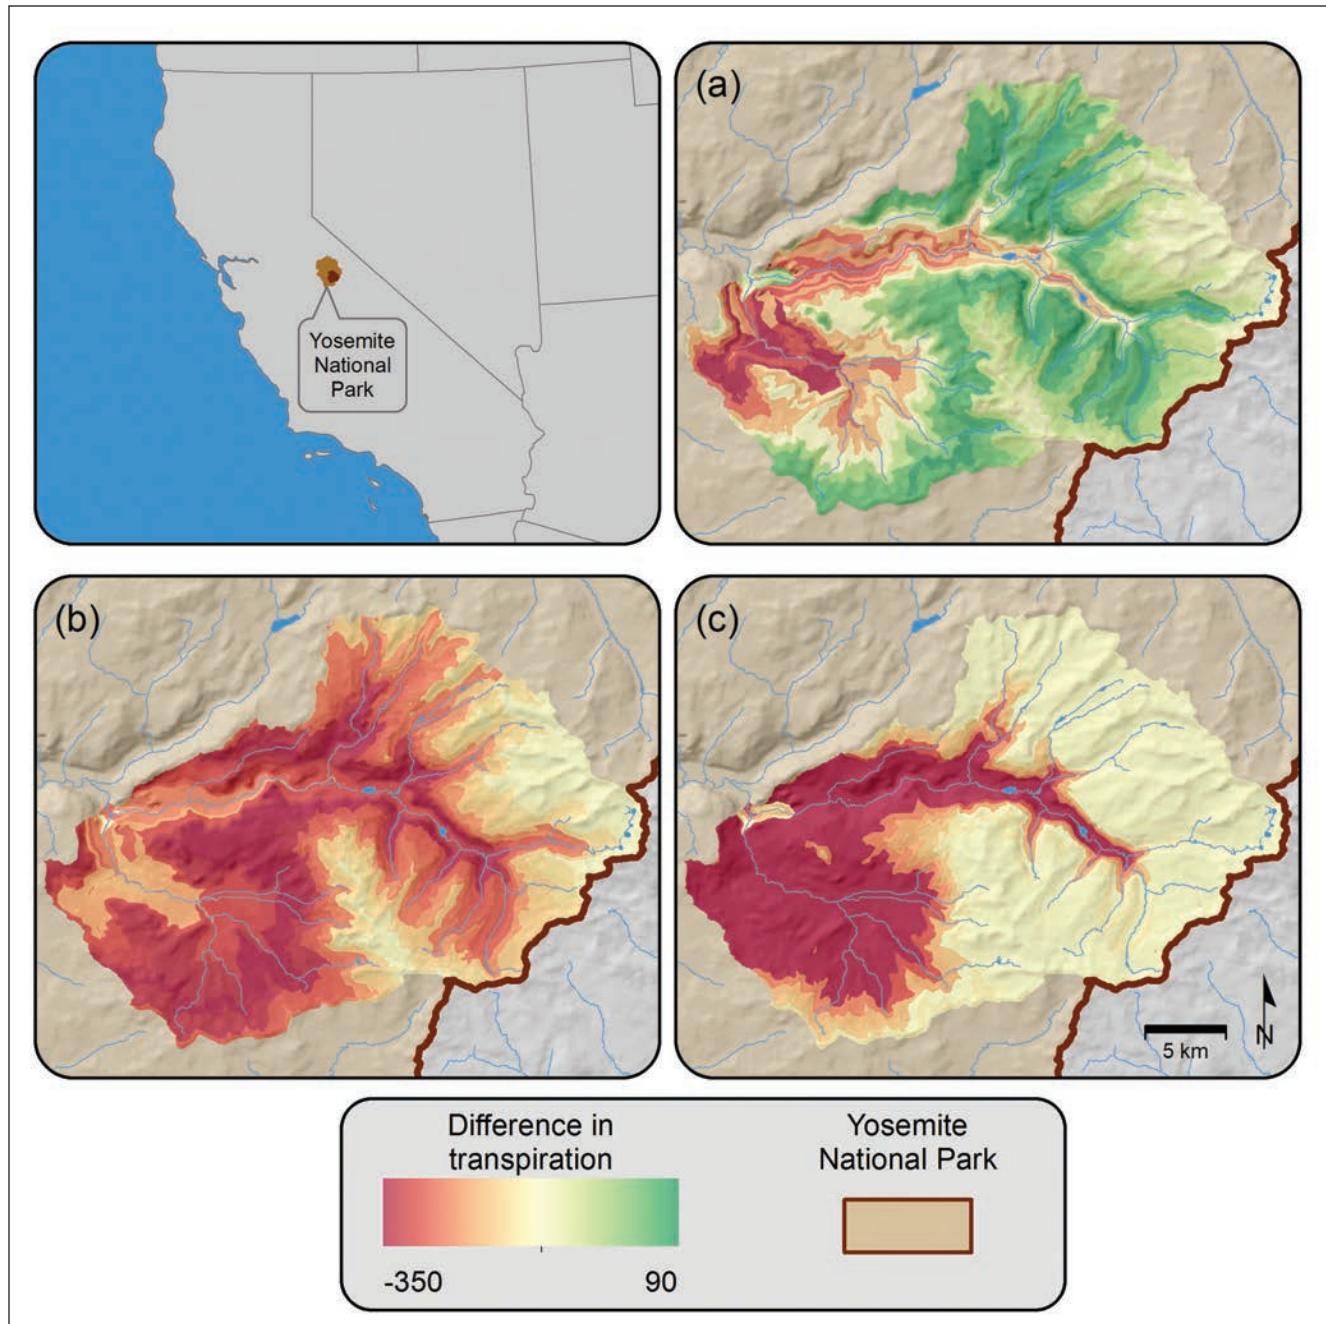 Yosemite
National
Park
(a)
(b)
(c)
5 km
N
Difference in
transpiration
-350
90
Yosemite
National Park